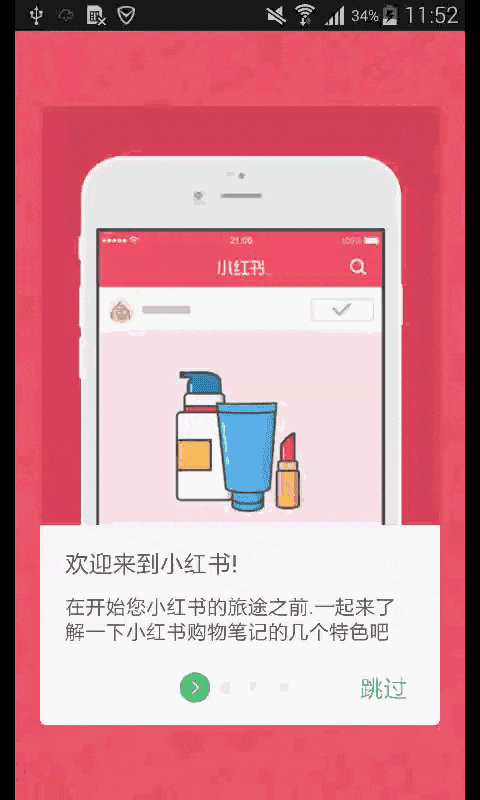 34% 11:52
21:00
小红书
欢迎来到小红书!
在开始您小红书的旅途之前.一起来了
解一下小红书购物笔记的几个特色吧
跳过